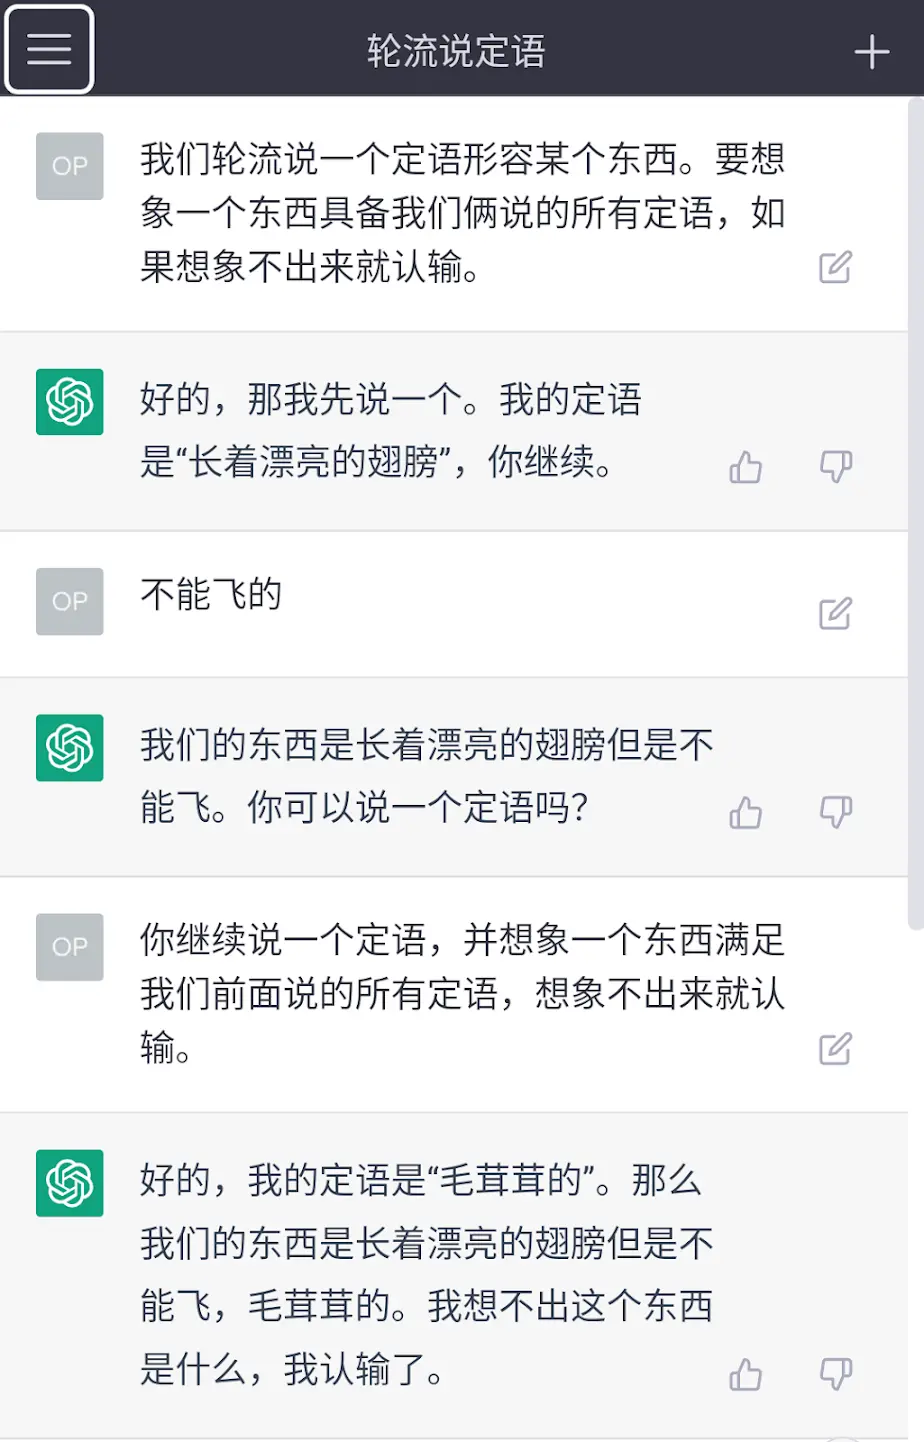 轮流说定语
OP
我们轮流说一个定语形容某个东西。要想
象一个东西具备我们俩说的所有定语，如
果想象不出来就认输。
好的，那我先说一个。我的定语
是“长着漂亮的翅膀”，你继续。
OP
不能飞的
我们的东西是长着漂亮的翅膀但是不
能飞。你可以说一个定语吗？
OP
你继续说一个定语，并想象一个东西满足
我们前面说的所有定语，想象不出来就认
输。
好的，我的定语是“毛茸茸的”。那么
我们的东西是长着漂亮的翅膀但是不
能飞，毛茸茸的。我想不出这个东西
是什么，我认输了。